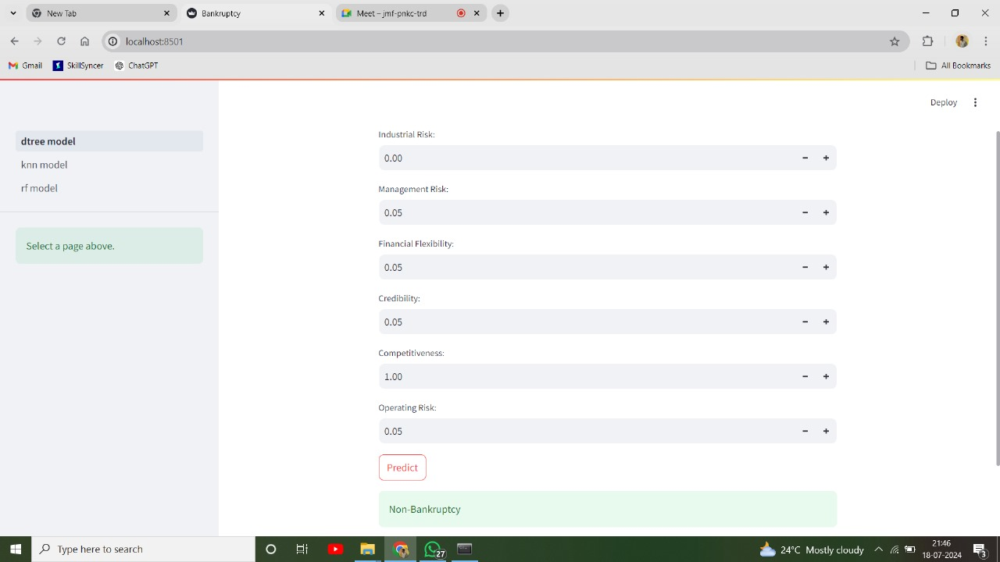 New Tab
Bankruptcy
Meet – jmf-pnkc-trd
localhost:8501
Gmail
SkillSyncer
ChatGPT
All Bookmarks
Deploy
dtree model
knn model
rf model
Select a page above.
Industrial Risk:
0.00
Management Risk:
0.05
Financial Flexibility:
0.05
Credibility:
0.05
Competitiveness:
1.00
Operating Risk:
0.05
Predict
Non-Bankruptcy
Type here to search
27
24°C Mostly cloudy
21:46
18-07-2024
3